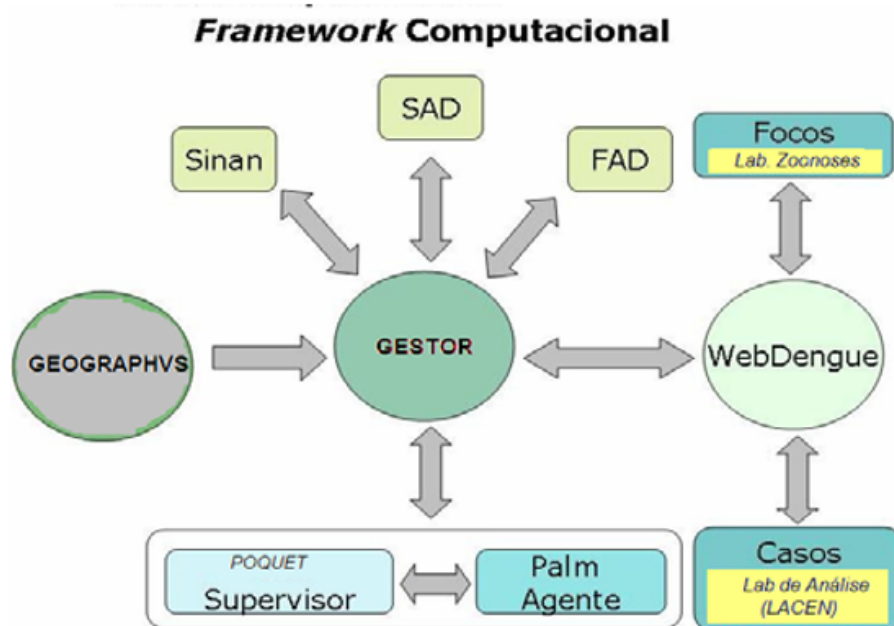 Framework Computacional
SAD
Sinan
FAD
Focos
Lab. Zoonoses
GEOGRAPHVS
GESTOR
WebDengue
POQUET
Supervisor
Palm
Agente
Casos
Lab de Análise
(LACEN)